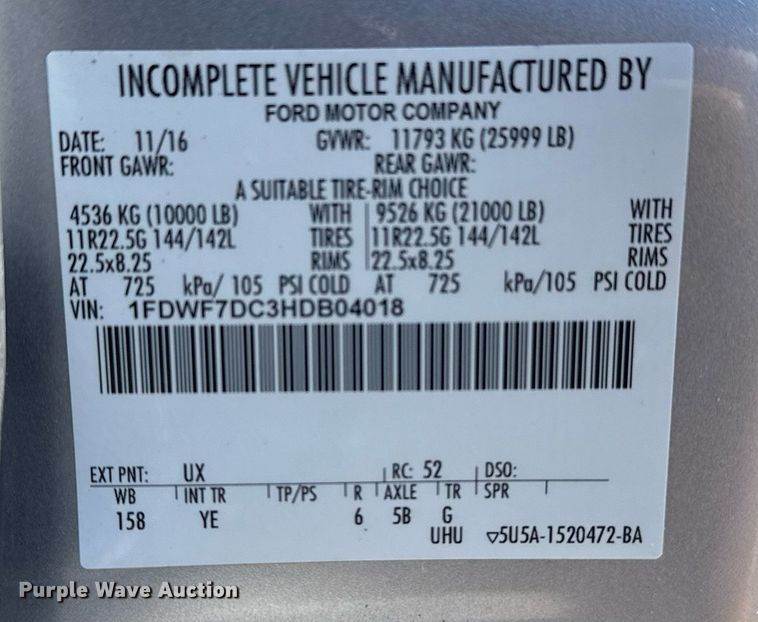 INCOMPLETE VEHICLE MANUFACTURED BY
FORD MOTOR COMPANY
DATE: 11/16 GVWR: 11793 KG (25999 LB)
FRONT GAWR: REAR GAWR:
A SUITABLE TIRE-RIM CHOICE
4536 KG (10000 LB) WITH 9526 KG (21000 LB) WITH
11R22.5G 144/142L TIRES 11R22.5G 144/142L TIRES
22.5x8.25 RIMS 22.5x8.25 RIMS
AT 725 kPa/ 105 PSI COLD AT 725 kPa/105 PSI COLD
VIN: 1FDWF7DC3HDB04018
EXT PNT: UX RC: 52 DSO:
WB INT TR TP/PS R AXLE TR SPR
158 YE 6 5B G
UHU ▽5U5A-1520472-BA
Purple Wave Auction